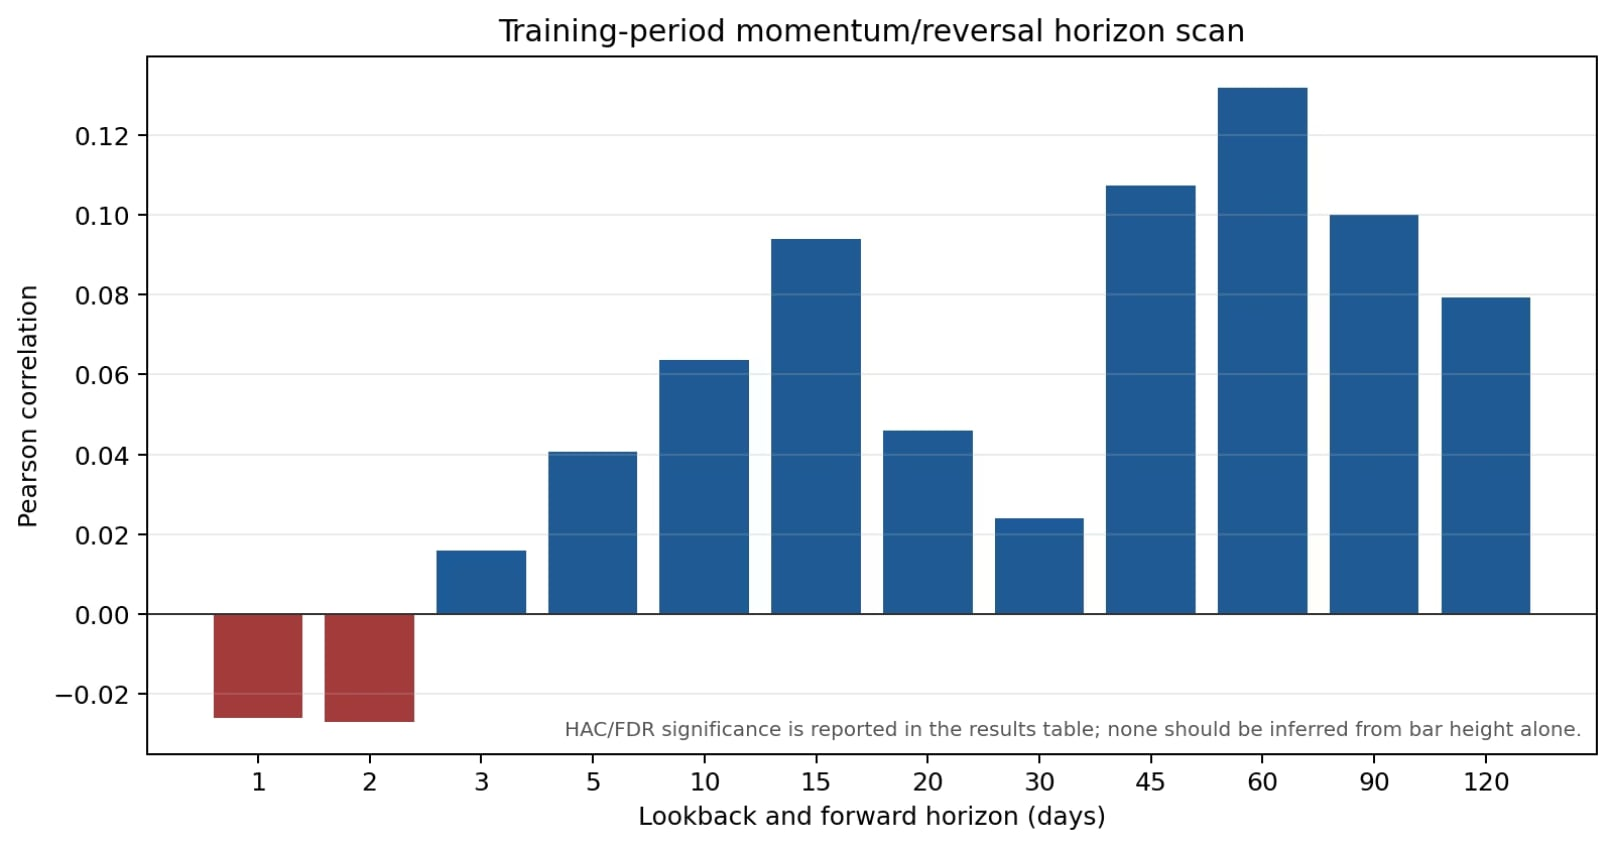 Training-period momentum/reversal horizon scan
Pearson correlation
0.12
0.10
0.08
0.06
0.04
0.02
0.00
−0.02
HAC/FDR significance is reported in the results table; none should be inferred from bar height alone.
1 2 3 5 10 15 20 30 45 60 90 120
Lookback and forward horizon (days)